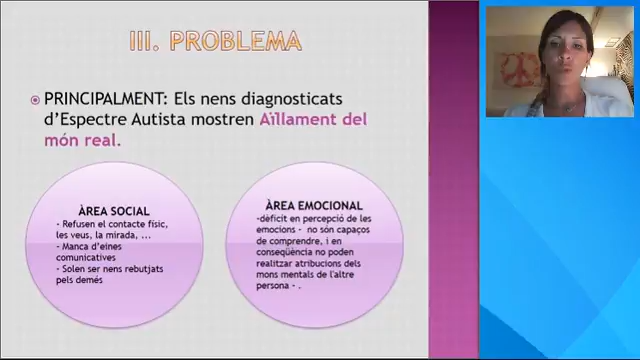 III. PROBLEMA
PRINCIPALMENT: Els nens diagnosticats
d'Espectre Autista mostren Aïllament del
món real.
ÀREA SOCIAL
- Refusen el contacte físic,
les veus, la mirada, ...
- Manca d'eines
comunicatives
- Solen ser nens rebutjats
pels demés
ÀREA EMOCIONAL
-dèficit en percepció de les
emocions - no són capaços
de comprendre, i en
conseqüència no poden
realitzar atribucions dels
mons mentals de l'altre
persona - .